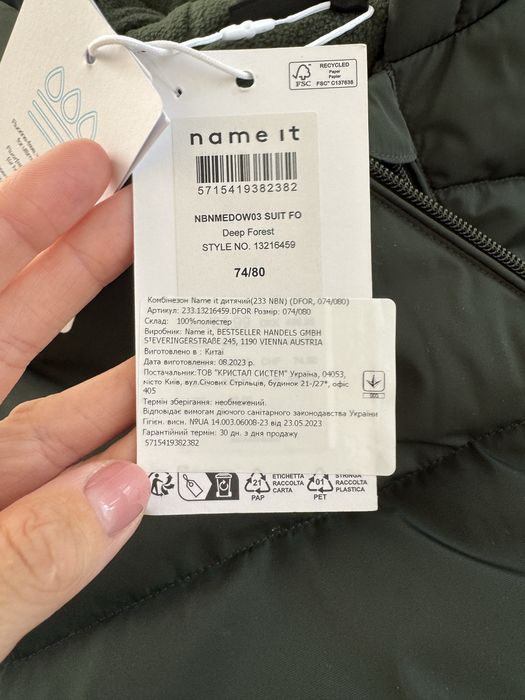 RECYCLED
Paper
Paper
FSC
FSC® C137636
name it
5715419382382
NBNMEDOW03 SUIT FO
Deep Forest
STYLE NO. 13216459
74/80
Комбінезон Name it дитячий(233 NBN) (DFOR, 074/080)
Артикул: 233.13216459.DFOR Розмір: 074/080)
Склад: 100%поліестер
Виробник: Name it, BESTSELLER HANDELS GMBH
SIEVERINGERSTRAßE 245, 1190 VIENNA AUSTRIA
Виготовлено в : Китаї
Дата виготовлення: 08.2023 р.
Постачальник:ТОВ "КРИСТАЛ СИСТЕМ" Україна, 04053,
місто Київ, вул.Січових Стрільців, будинок 21-/27*, офіс
405
Термін зберігання: необмежений.
Відповідає вимогам діючого санітарного законодавства України
Гігієн. висн. №UA 14.003.06008-23 від 23.05.2023
Гарантійний термін: 30 дн. з дня продажу
5715419382382
21
PAP
ETICHETTA
RACCOLTA
CARTA
01
PET
STRINGA
RACCOLTA
PLASTICA